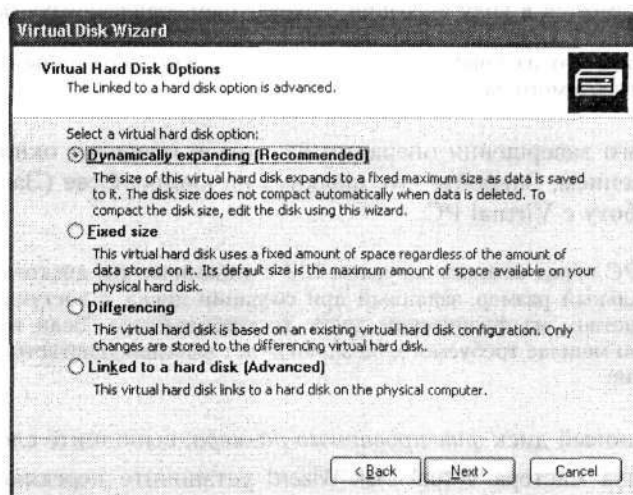 Virtual Disk Wizard
Virtual Hard Disk Options
The Linked to a hard disk option is advanced.
Select a virtual hard disk option:
Dynamically expanding (Recommended)
The size of this virtual hard disk expands to a fixed maximum size as data is saved
to it. The disk size does not compact automatically when data is deleted. To
compact the disk size, edit the disk using this wizard.
Fixed size
This virtual hard disk uses a fixed amount of space regardless of the amount of
data stored on it. Its default size is the maximum amount of space available on your
physical hard disk.
Differencing
This virtual hard disk is based on an existing virtual hard disk configuration. Only
changes are stored to the differencing virtual hard disk.
Linked to a hard disk (Advanced)
This virtual hard disk links to a hard disk on the physical computer.
< Back Next > Cancel